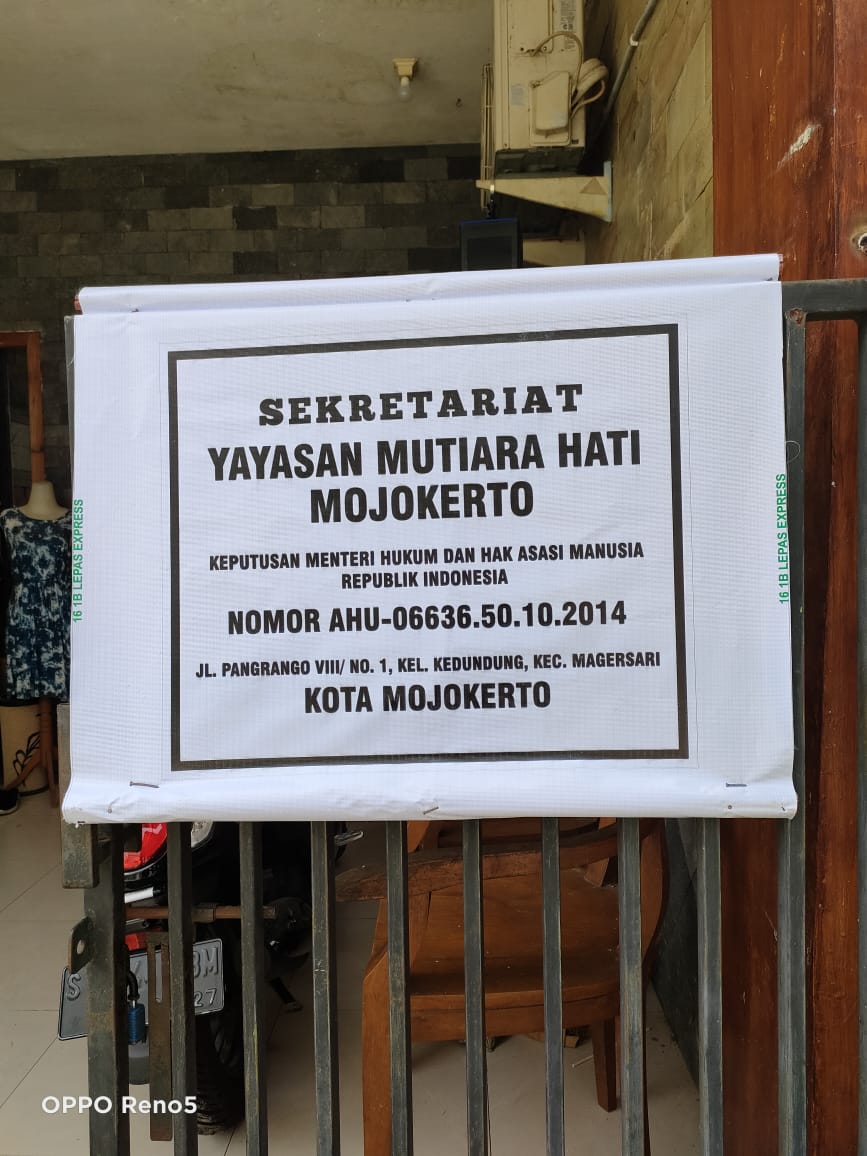 SEKRETARIAT
YAYASAN MUTIARA HATI
MOJOKERTO
KEPUTUSAN MENTERI HUKUM DAN HAK ASASI MANUSIA
REPUBLIK INDONESIA
NOMOR AHU-06636.50.10.2014
JL. PANGRANGO VIII/ NO. 1, KEL. KEDUNDUNG, KEC. MAGERSARI
KOTA MOJOKERTO
16 1B LEPAS EXPRESS
16 1B LEPAS EXPRESS
OPPO Reno5